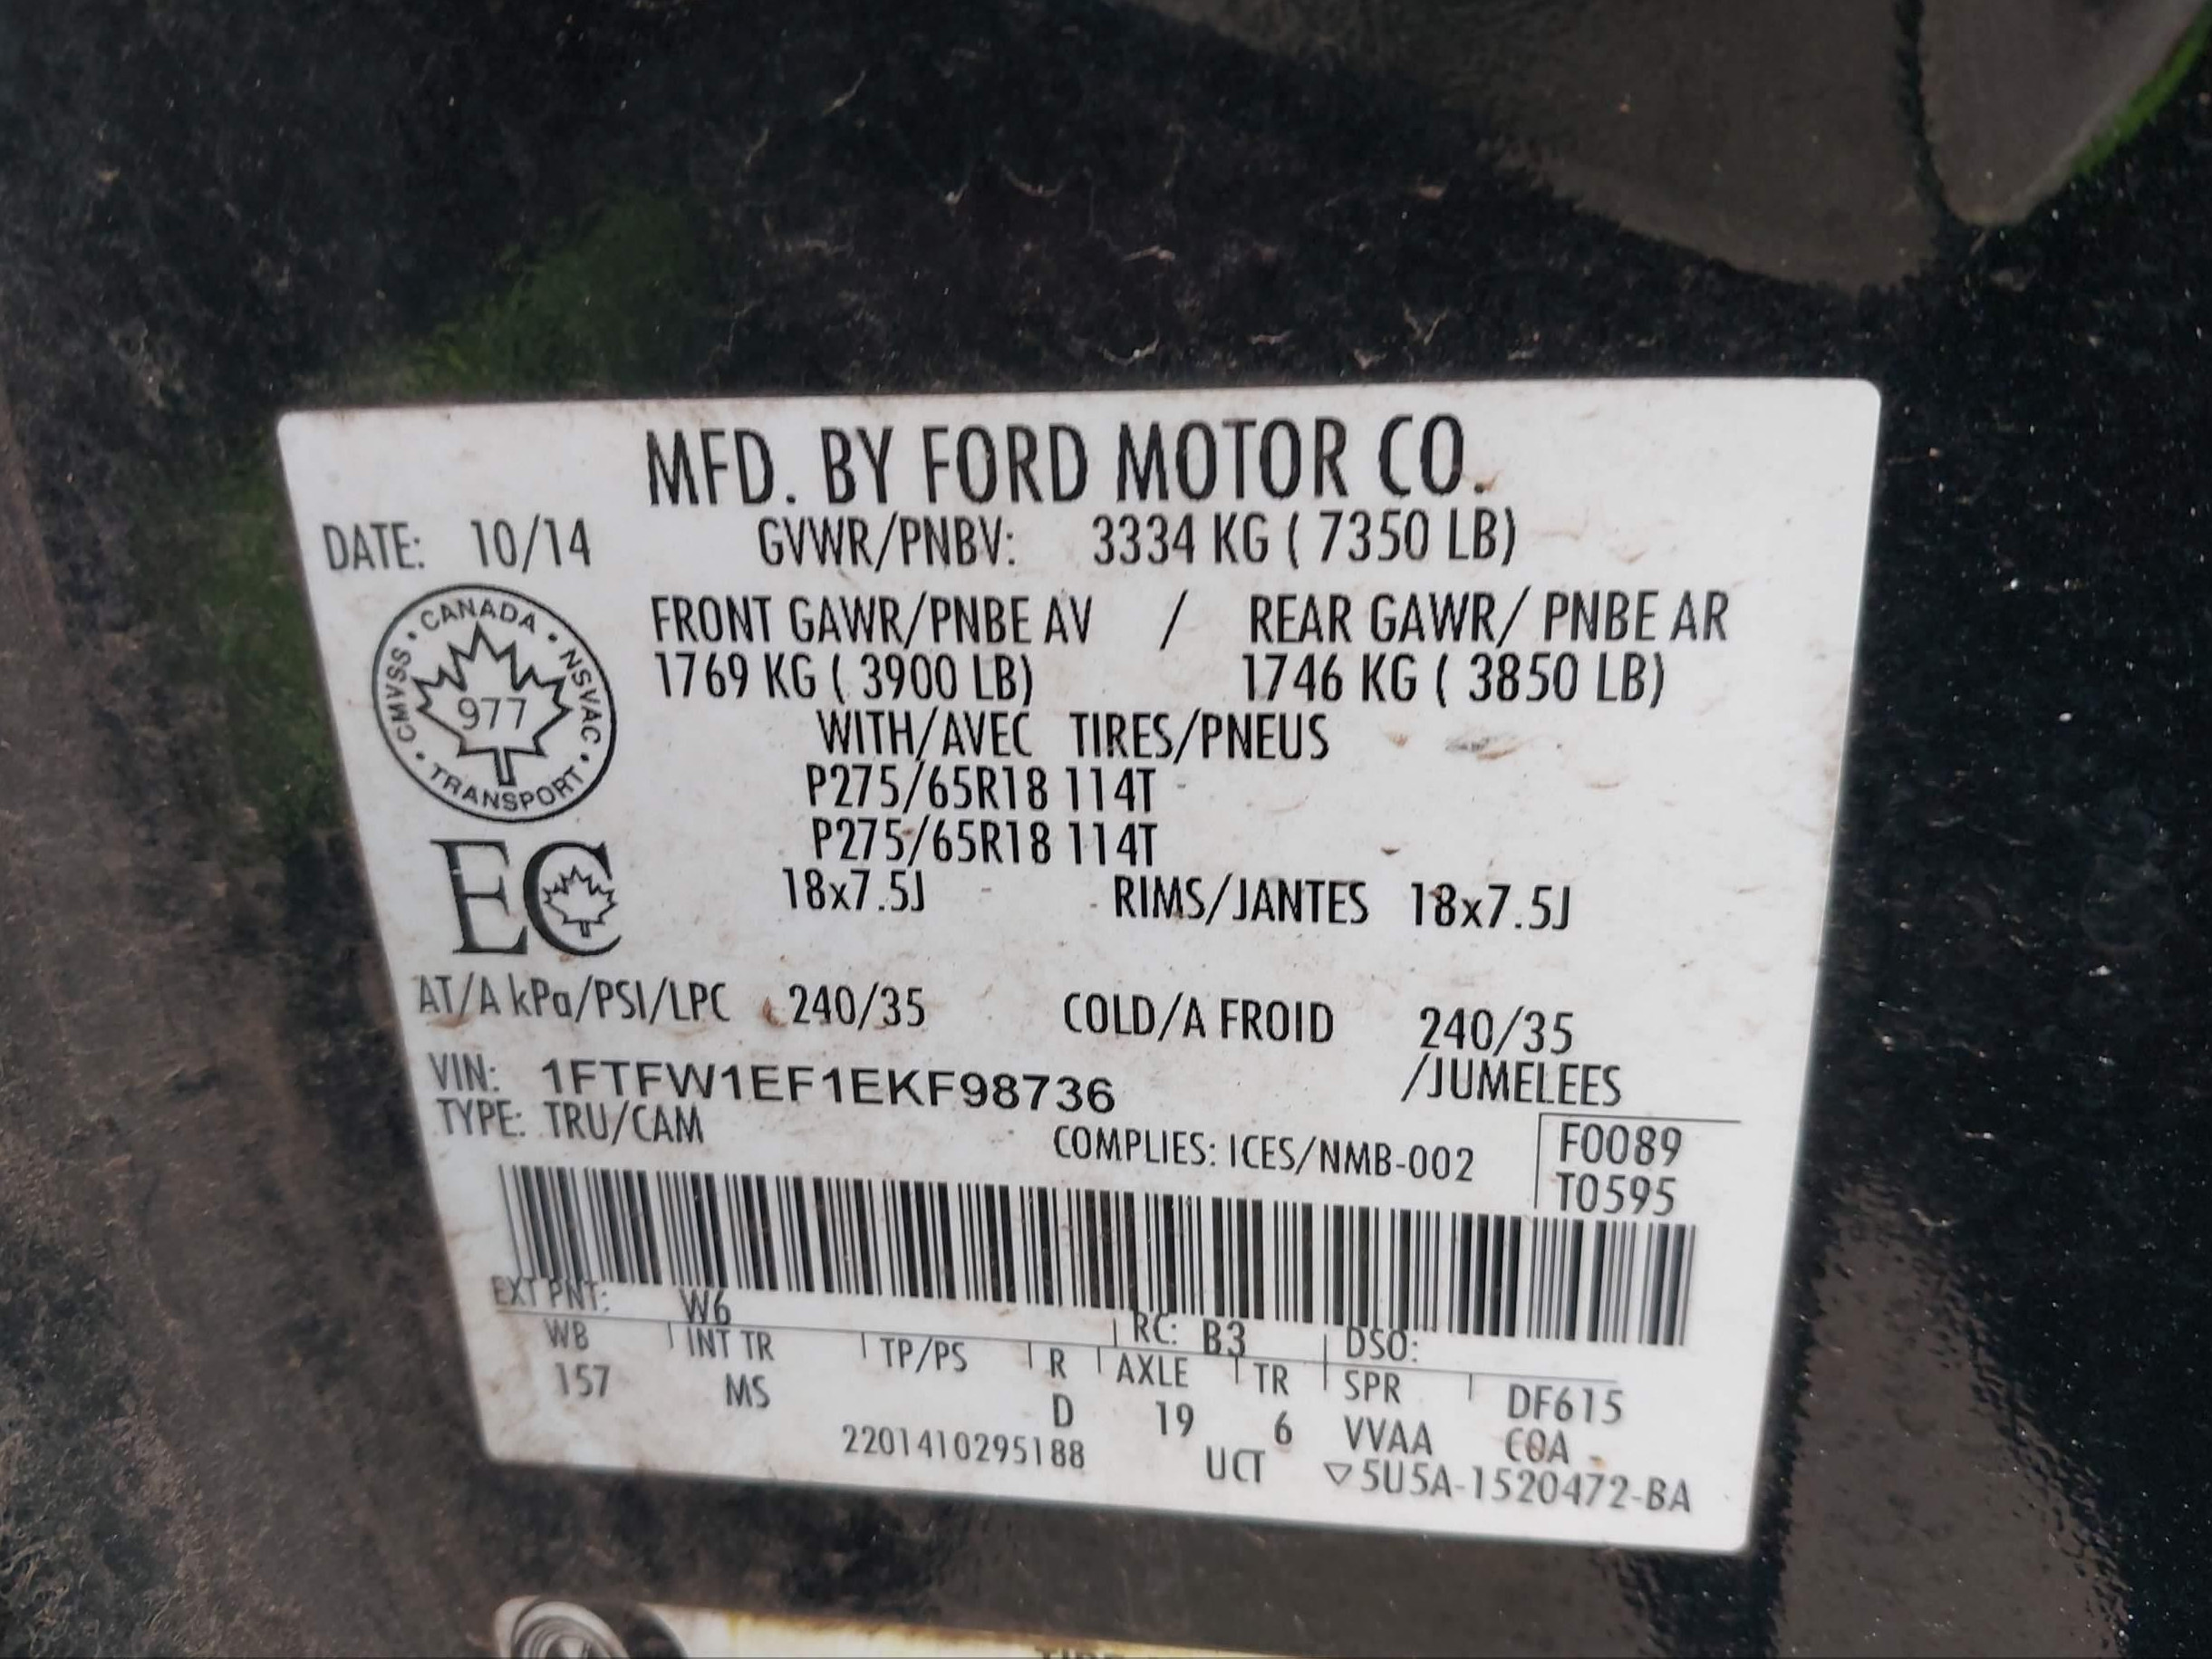 MFD. BY FORD MOTOR CO.
DATE: 10/14 GVWR/PNBV: 3334 KG ( 7350 LB)
FRONT GAWR/PNBE AV / REAR GAWR/ PNBE AR
1769 KG ( 3900 LB) 1746 KG ( 3850 LB)
WITH/AVEC TIRES/PNEUS
P275/65R18 114T
P275/65R18 114T
18x7.5J RIMS/JANTES 18x7.5J
CANADA • NSVAC • TRANSPORT • CMVSS •
977
EC
AT/A kPa/PSI/LPC 240/35 COLD/A FROID 240/35
VIN: 1FTFW1EF1EKF98736 /JUMELEES
TYPE: TRU/CAM COMPLIES: ICES/NMB-002 F0089
T0595
EXT PNT: W6 RC: B3 DSO:
WB INT TR TP/PS R AXLE TR SPR DF615
157 MS D 19 6 VVAA COA
2201410295188 UCT ▽5U5A-1520472-BA